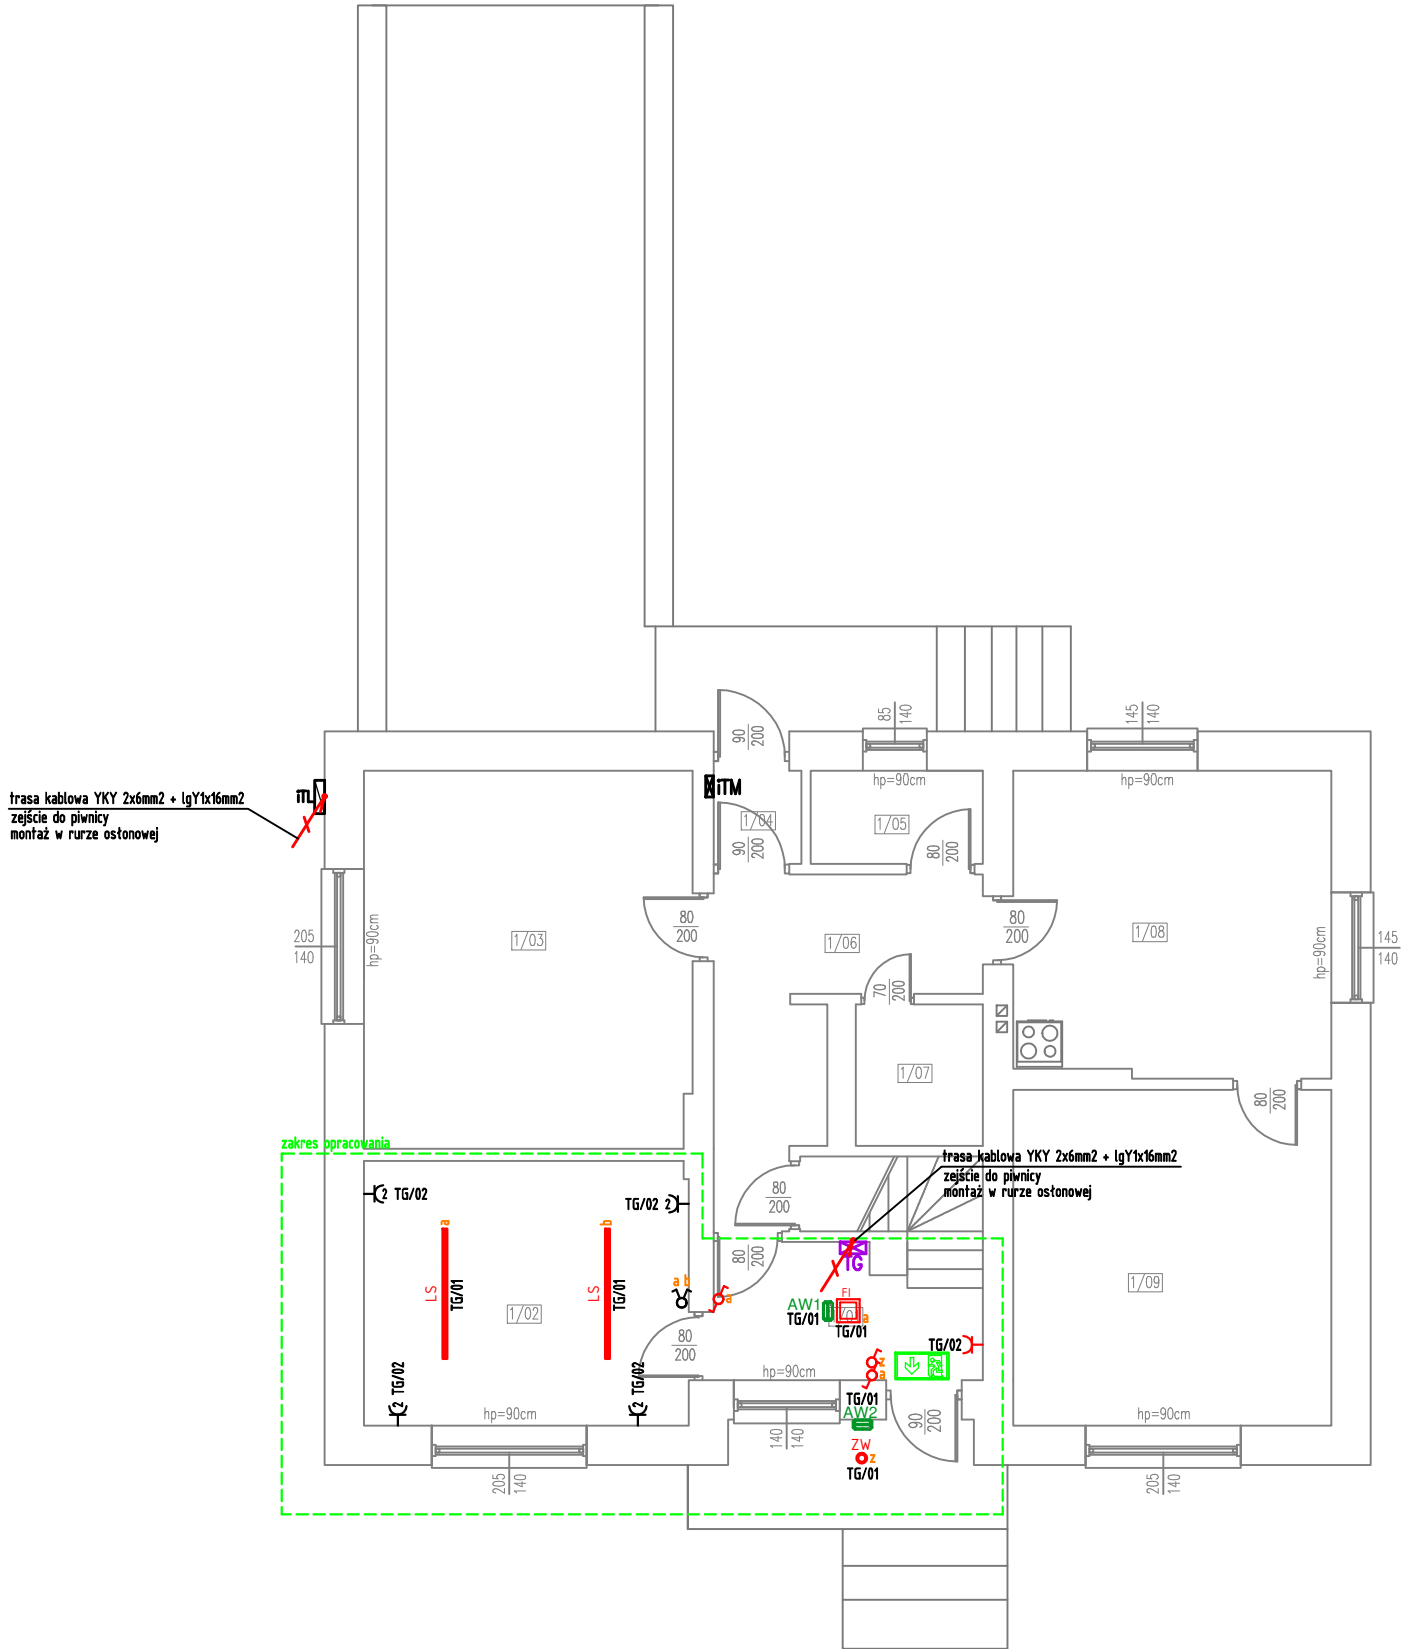 85
140
145
140
90
200
hp=90cm
hp=90cm
iTL
iTM
trasa kablowa YKY 2x6mm2 + lgY1x16mm2
zejście do piwnicy
montaż w rurze osłonowej
1/04
1/05
90
200
80
200
205
140
hp=90cm
1/03
80
200
1/06
80
200
1/08
hp=90cm
145
140
70
200
1/07
80
200
zakres opracowania
trasa kablowa YKY 2x6mm2 + lgY1x16mm2
zejście do piwnicy
montaż w rurze osłonowej
2 TG/02
TG/02 2
80
200
a
b
80
200
TG
LS
TG/01
LS
TG/01
1/02
a b
a
AW1
TG/01
FI
a
TG/01
1/09
80
200
TG/02
z
a
hp=90cm
2 TG/02
2 TG/02
TG/01
AW2
90
200
hp=90cm
hp=90cm
140
140
ZW
z
TG/01
205
140
205
140